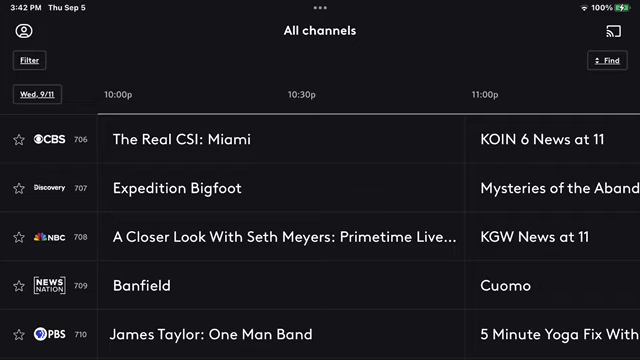 3:42 PM Thu Sep 5 100%
All channels
Filter Find
Wed, 9/11 10:00p 10:30p 11:00p
CBS 706 The Real CSI: Miami KOIN 6 News at 11
Discovery 707 Expedition Bigfoot Mysteries of the Aband
NBC 708 A Closer Look With Seth Meyers: Primetime Live... KGW News at 11
NEWS NATION 709 Banfield Cuomo
PBS 710 James Taylor: One Man Band 5 Minute Yoga Fix With